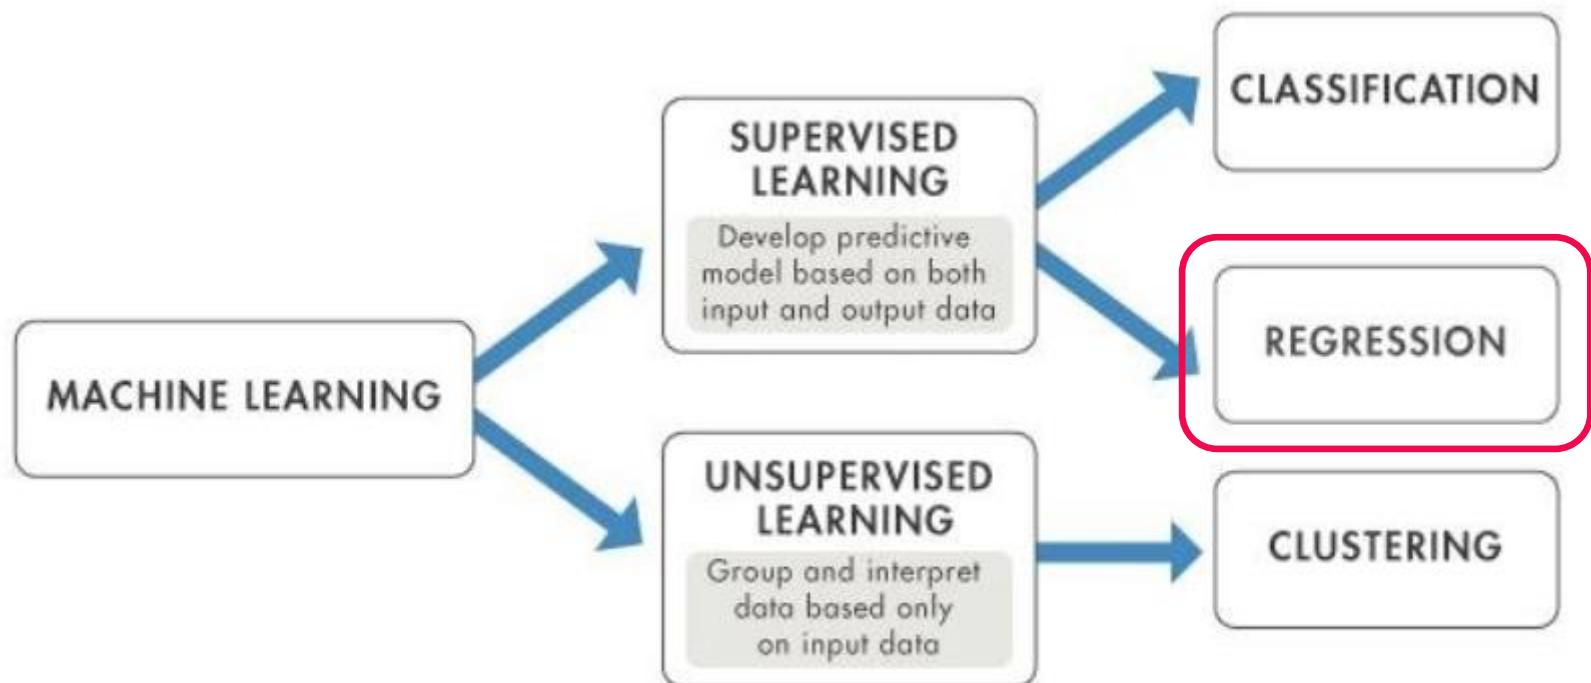 MACHINE LEARNING
SUPERVISED
LEARNING
Develop predictive
model based on both
input and output data
UNSUPERVISED
LEARNING
Group and interpret
data based only
on input data
CLASSIFICATION
REGRESSION
CLUSTERING